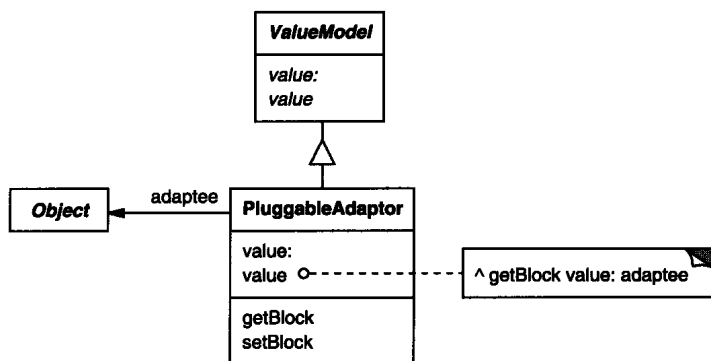 ValueModel
value:
value
Object
adaptee
PluggableAdaptor
value:
value
^ getBlock value: adaptee
getBlock
setBlock